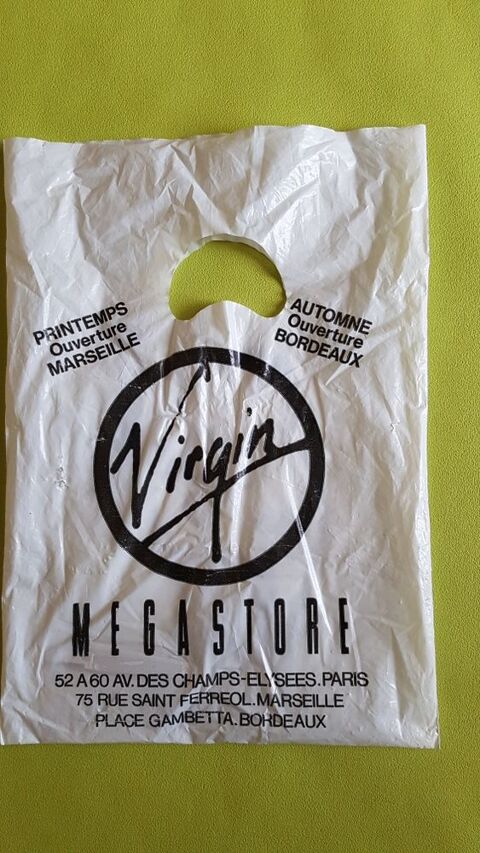 PRINTEMPS
Ouverture
MARSEILLE
AUTOMNE
Ouverture
BORDEAUX
Virgin
MEGASTORE
52 A 60 AV. DES CHAMPS-ELYSEES.PARIS
75 RUE SAINT FERREOL.MARSEILLE
PLACE GAMBETTA.BORDEAUX